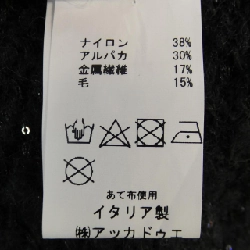 ナイロン 38%
アルパカ 30%
金属繊維 17%
毛 15%
あて布使用
イタリア製
㈱アッカドゥエ